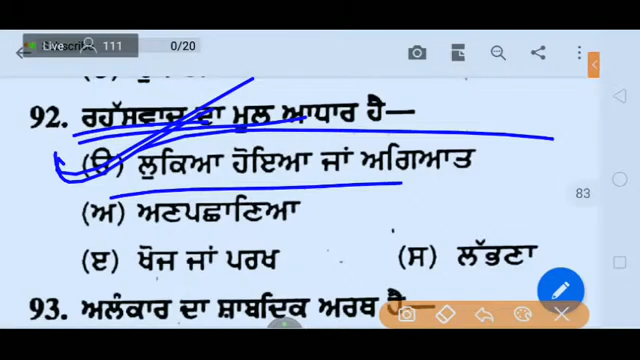 Live 111 0/20
92. ਰਹੱਸਵਾਦ ਦਾ ਮੂਲ ਆਧਾਰ ਹੈ—
(ੳ) ਲੁਕਿਆ ਹੋਇਆ ਜਾਂ ਅਗਿਆਤ
83
(ਅ) ਅਣਪਛਾਣਿਆ
(ੲ) ਖੋਜ ਜਾਂ ਪਰਖ (ਸ) ਲੱਭਣਾ
93. ਅਲੰਕਾਰ ਦਾ ਸ਼ਾਬਦਿਕ ਅਰਥ ਹੈ—